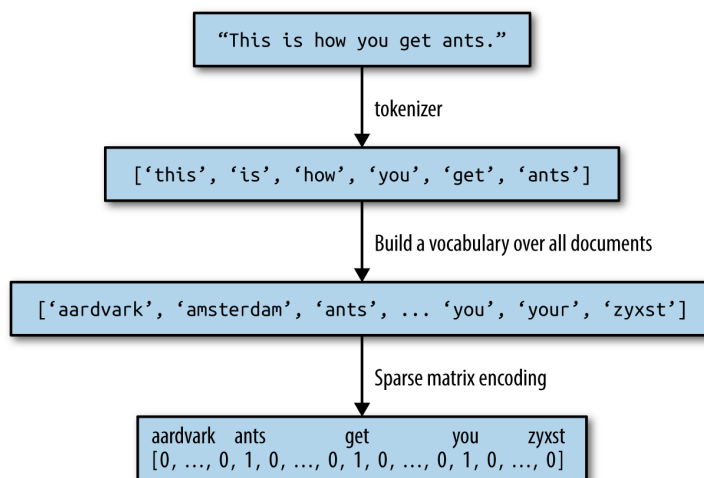 “This is how you get ants.”
tokenizer
[‘this’, ‘is’, ‘how’, ‘you’, ‘get’, ‘ants’]
Build a vocabulary over all documents
[‘aardvark’, ‘amsterdam’, ‘ants’, ... ‘you’, ‘your’, ‘zyxst’]
Sparse matrix encoding
aardvark ants get you zyxst
[0, …, 0, 1, 0, …, 0, 1, 0, …, 0, 1, 0, …, 0]